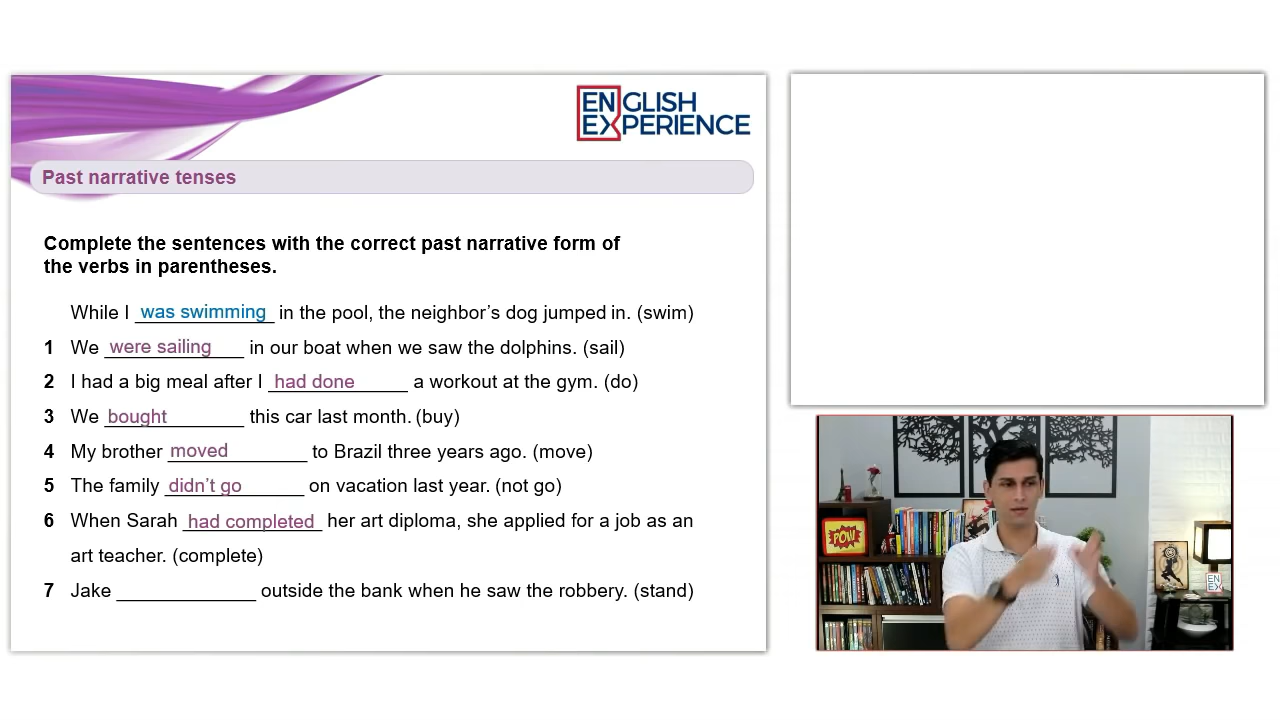 ENGLISH
EXPERIENCE
Past narrative tenses
Complete the sentences with the correct past narrative form of
the verbs in parentheses.
While I was swimming in the pool, the neighbor’s dog jumped in. (swim)
1 We were sailing in our boat when we saw the dolphins. (sail)
2 I had a big meal after I had done a workout at the gym. (do)
3 We bought this car last month. (buy)
4 My brother moved to Brazil three years ago. (move)
5 The family didn’t go on vacation last year. (not go)
6 When Sarah had completed her art diploma, she applied for a job as an
art teacher. (complete)
7 Jake _____________ outside the bank when he saw the robbery. (stand)
POW
EN
EX